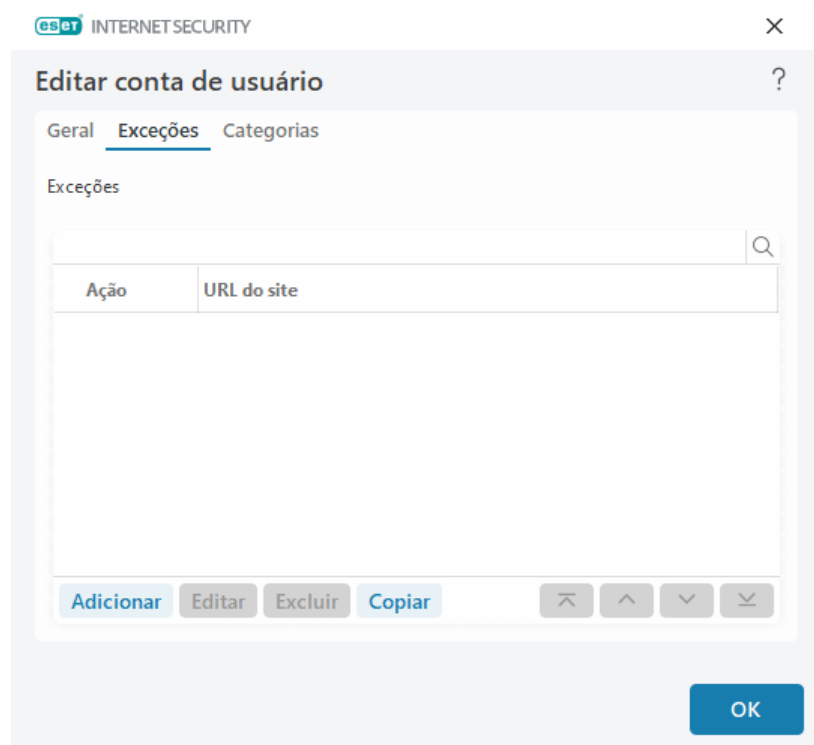 eset INTERNET SECURITY
Editar conta de usuário
?
Geral Exceções Categorias
Exceções
Ação URL do site
Adicionar Editar Excluir Copiar
OK